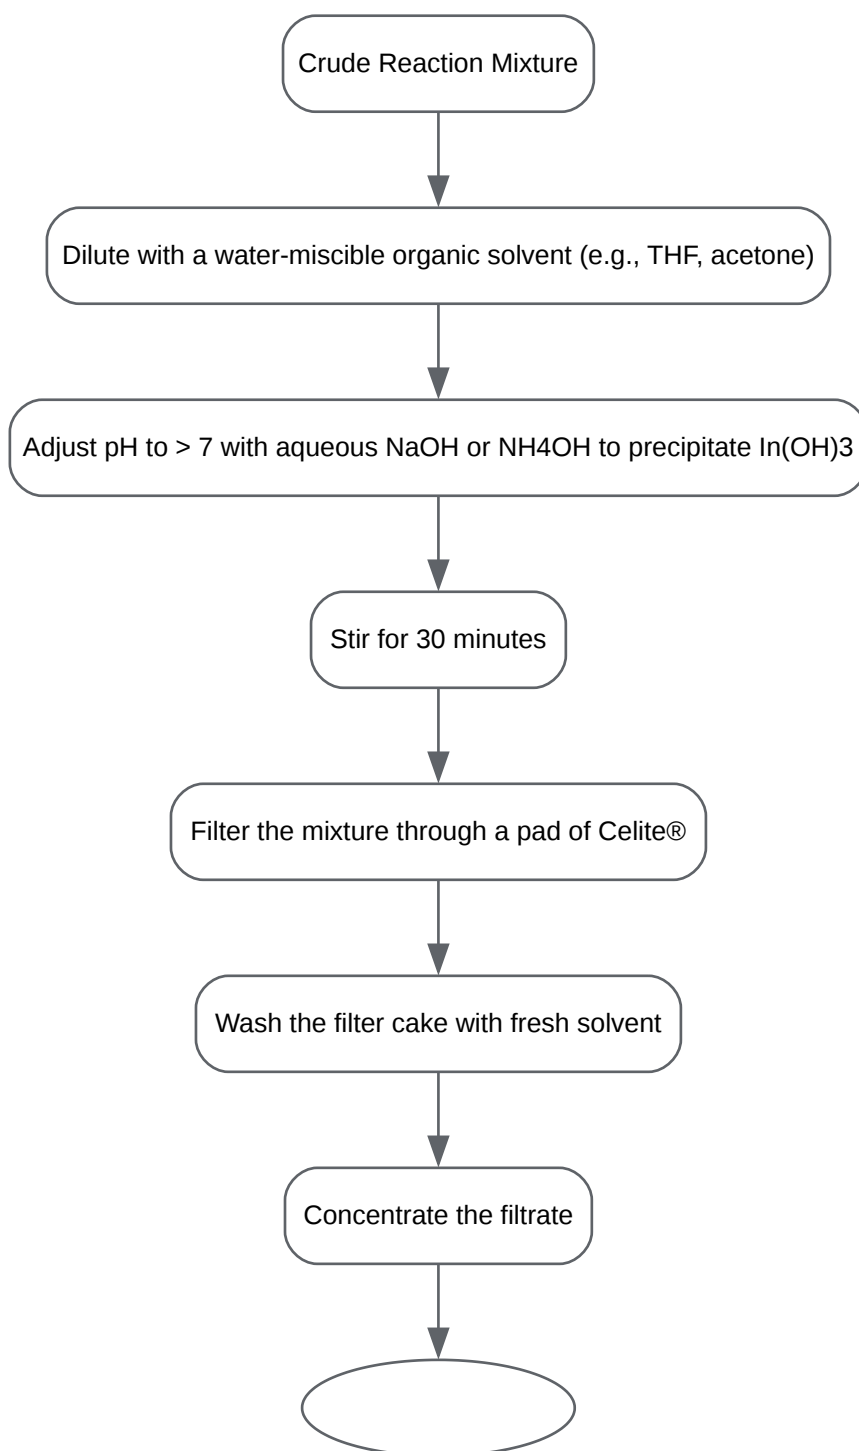 Crude Reaction Mixture
Dilute with a water-miscible organic solvent (e.g., THF, acetone)
Adjust pH to > 7 with aqueous NaOH or NH4OH to precipitate In(OH)3
Stir for 30 minutes
Filter the mixture through a pad of Celite®
Wash the filter cake with fresh solvent
Concentrate the filtrate